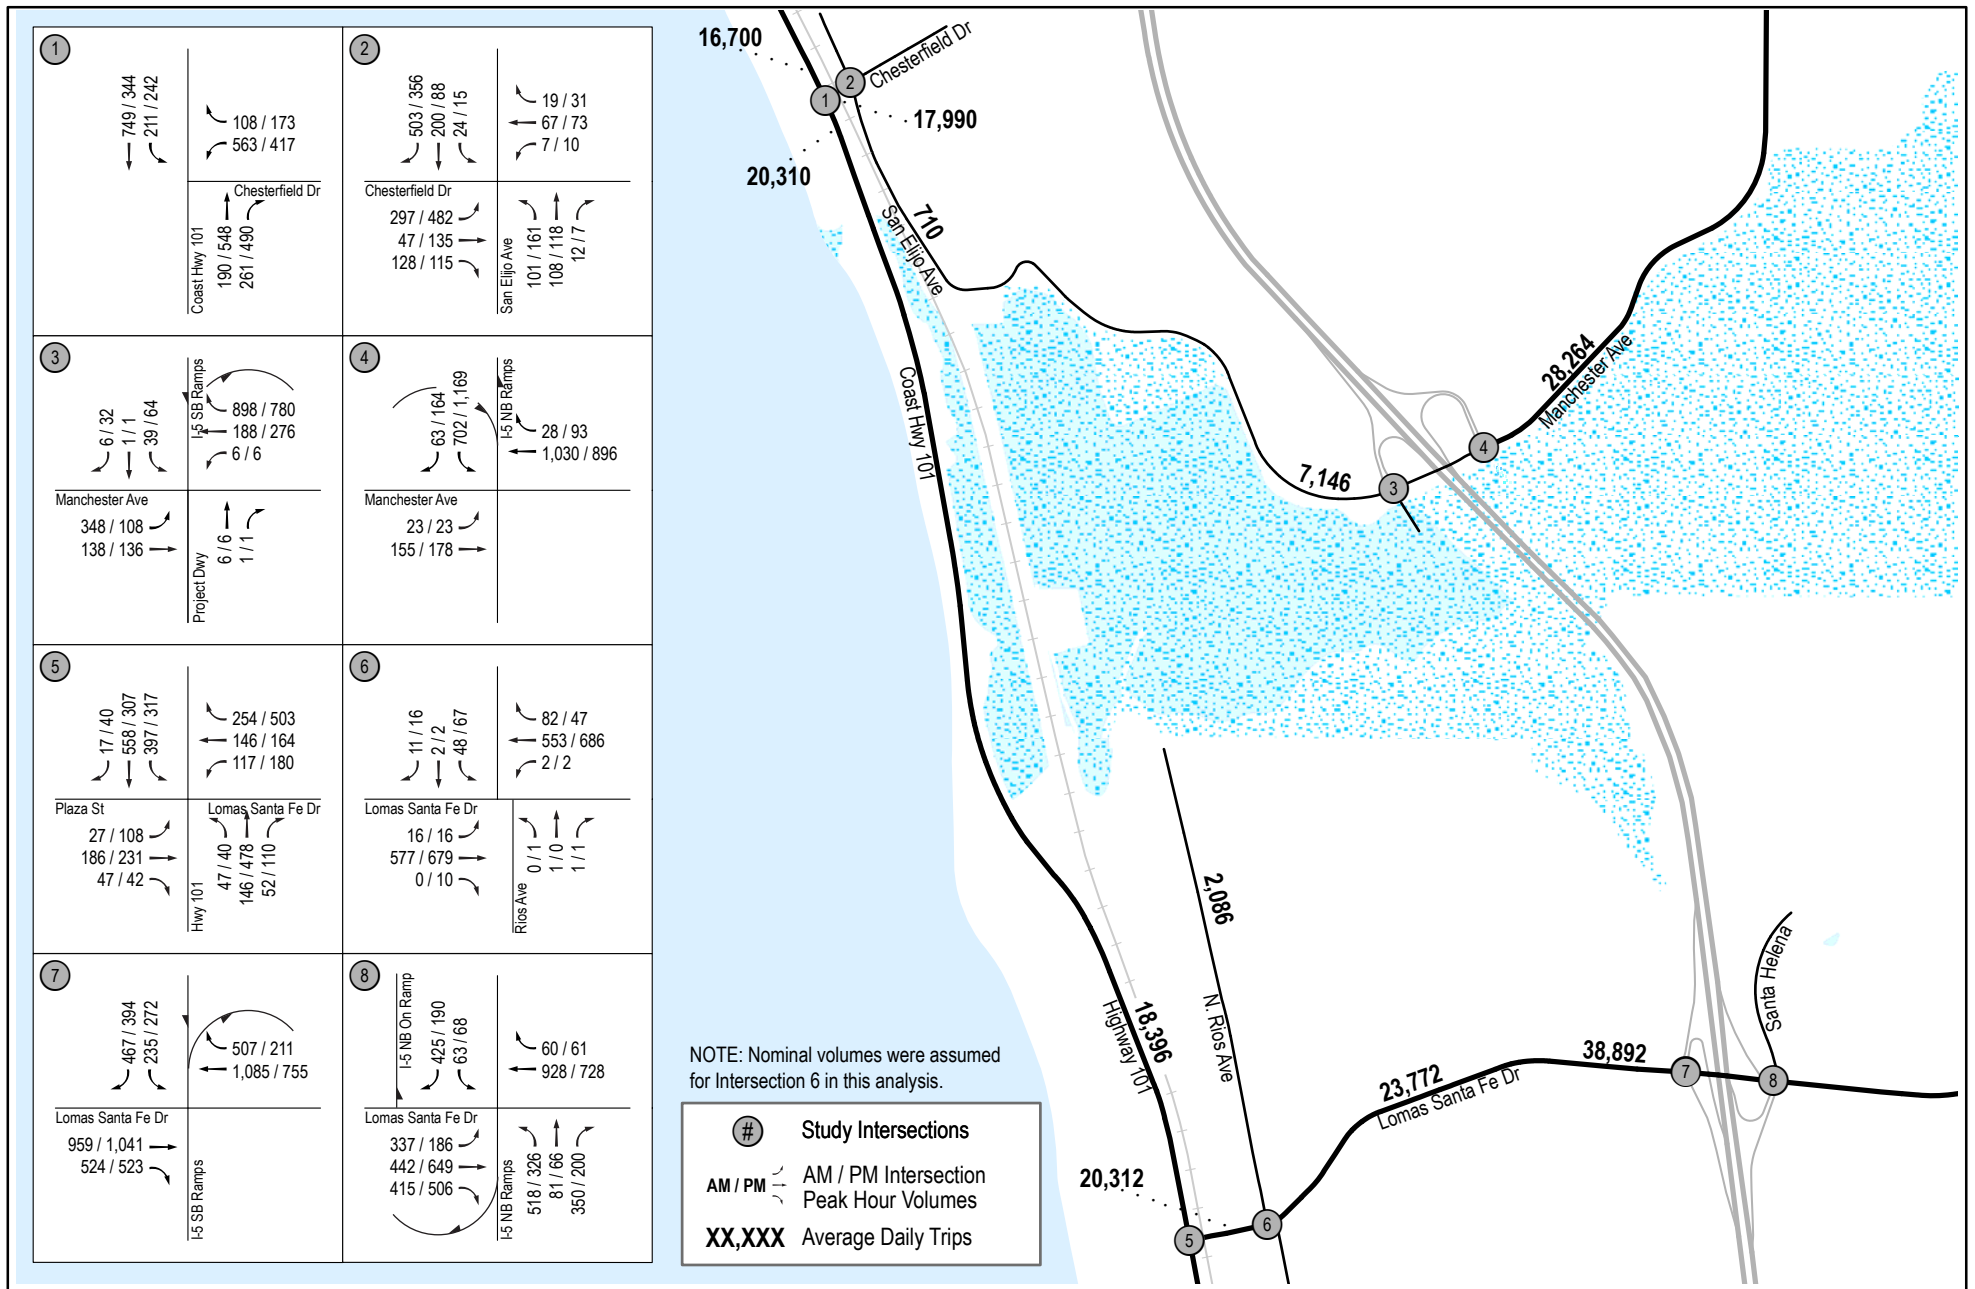 1
749 / 344
211 / 242
108 / 173
563 / 417
Chesterfield Dr
Coast Hwy 101
190 / 548
261 / 490
2
503 / 356
200 / 88
24 / 15
19 / 31
67 / 73
7 / 10
Chesterfield Dr
297 / 482
47 / 135
128 / 115
San Elijo Ave
101 / 161
108 / 118
12 / 7
3
6 / 32
1 / 1
39 / 64
I-5 SB Ramps
898 / 780
188 / 276
6 / 6
Manchester Ave
348 / 108
138 / 136
Project Dwy
6 / 6
1 / 1
4
63 / 164
702 / 1,169
I-5 NB Ramps
28 / 93
1,030 / 896
Manchester Ave
23 / 23
155 / 178
5
17 / 40
558 / 307
397 / 317
254 / 503
146 / 164
117 / 180
Plaza St
Lomas Santa Fe Dr
27 / 108
186 / 231
47 / 42
Hwy 101
47 / 40
146 / 478
52 / 110
6
11 / 16
2 / 2
48 / 67
82 / 47
553 / 686
2 / 2
Lomas Santa Fe Dr
16 / 16
577 / 679
0 / 10
Rios Ave
0 / 1
1 / 0
1 / 1
7
467 / 394
235 / 272
507 / 211
1,085 / 755
Lomas Santa Fe Dr
959 / 1,041
524 / 523
I-5 SB Ramps
8
I-5 NB On Ramp
425 / 190
63 / 68
60 / 61
928 / 728
Lomas Santa Fe Dr
337 / 186
442 / 649
415 / 506
I-5 NB Ramps
518 / 326
81 / 66
350 / 200
16,700
Chesterfield Dr
2
1
17,990
20,310
710
San Elijo Ave
Coast Hwy 101
28,264
Manchester Ave
4
7,146
3
2,086
N. Rios Ave
18,396
Highway 101
Santa Helena
38,892
7
8
23,772
Lomas Santa Fe Dr
20,312
6
5
NOTE: Nominal volumes were assumed
for Intersection 6 in this analysis.
# Study Intersections
AM / PM AM / PM Intersection
Peak Hour Volumes
XX,XXX Average Daily Trips